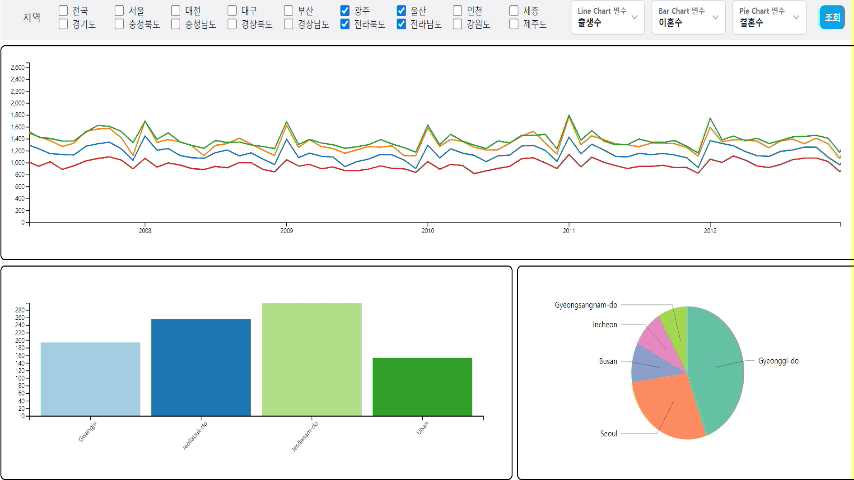 지역
전국 서울 대전 대구 부산 광주 울산 인천 세종
경기도 충청북도 충청남도 경상북도 경상남도 전라북도 전라남도 강원도 제주도
Line Chart 변수
출생수
Bar Chart 변수
이혼수
Pie Chart 변수
결혼수
조회
2,600
2,400
2,200
2,000
1,800
1,600
1,400
1,200
1,000
800
600
400
200
0
2008 2009 2010 2011 2012
280
260
240
220
200
180
160
140
120
100
80
60
40
20
0
Gwangju Jeollabuk-do Jeollanam-do Ulsan
Gyeongsangnam-do
Incheon
Busan
Gyeonggi-do
Seoul